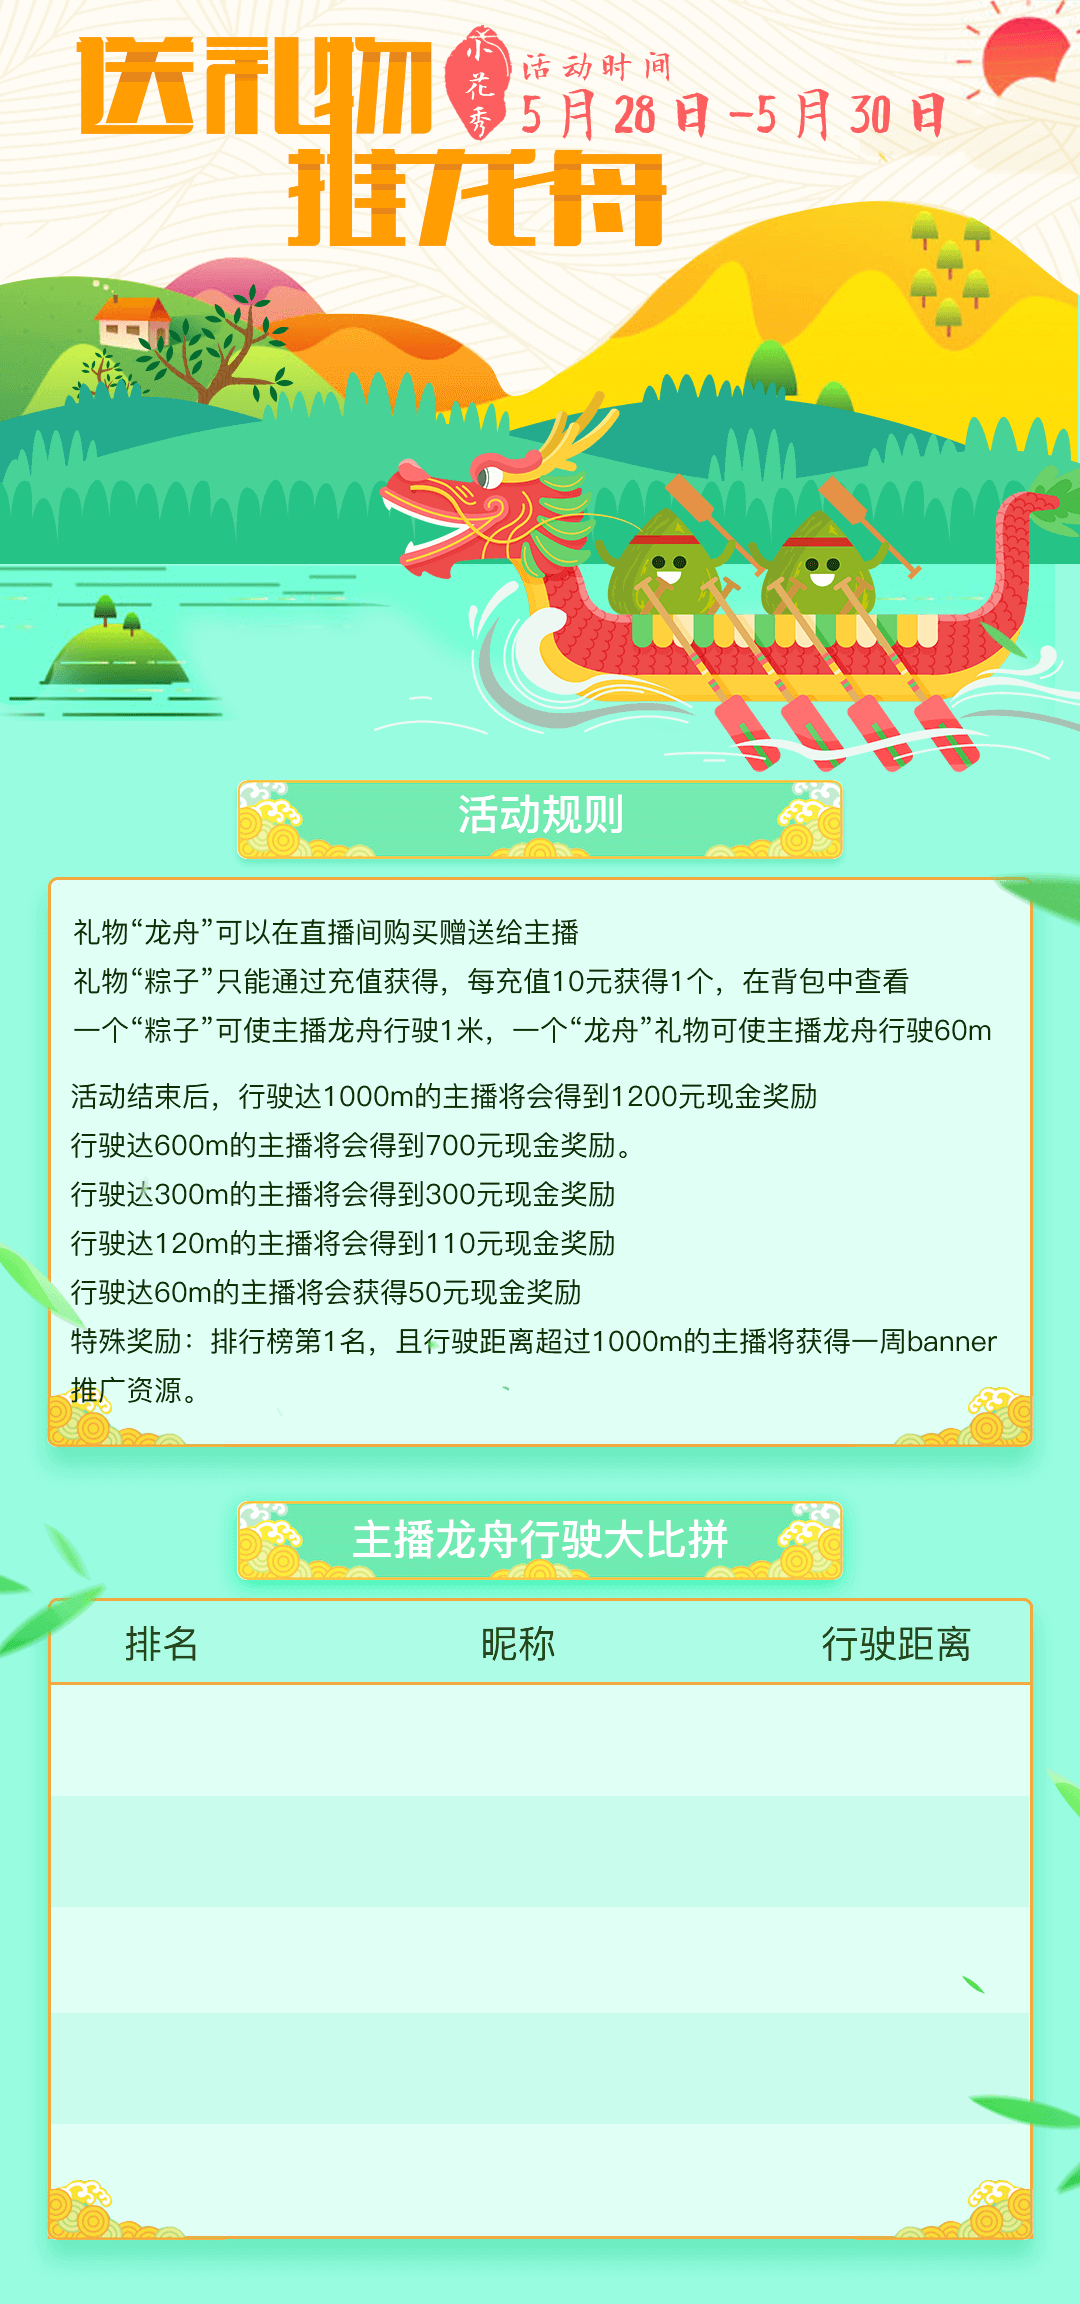 送礼物
推龙舟
小花秀
活动时间
5月28日-5月30日
活动规则
礼物“龙舟”可以在直播间购买赠送给主播
礼物“粽子”只能通过充值获得，每充值10元获得1个，在背包中查看
一个“粽子”可使主播龙舟行驶1米，一个“龙舟”礼物可使主播龙舟行驶60m
活动结束后，行驶达1000m的主播将会得到1200元现金奖励
行驶达600m的主播将会得到700元现金奖励。
行驶达300m的主播将会得到300元现金奖励
行驶达120m的主播将会得到110元现金奖励
行驶达60m的主播将会获得50元现金奖励
特殊奖励：排行榜第1名，且行驶距离超过1000m的主播将获得一周banner
推广资源。
主播龙舟行驶大比拼
排名 昵称 行驶距离